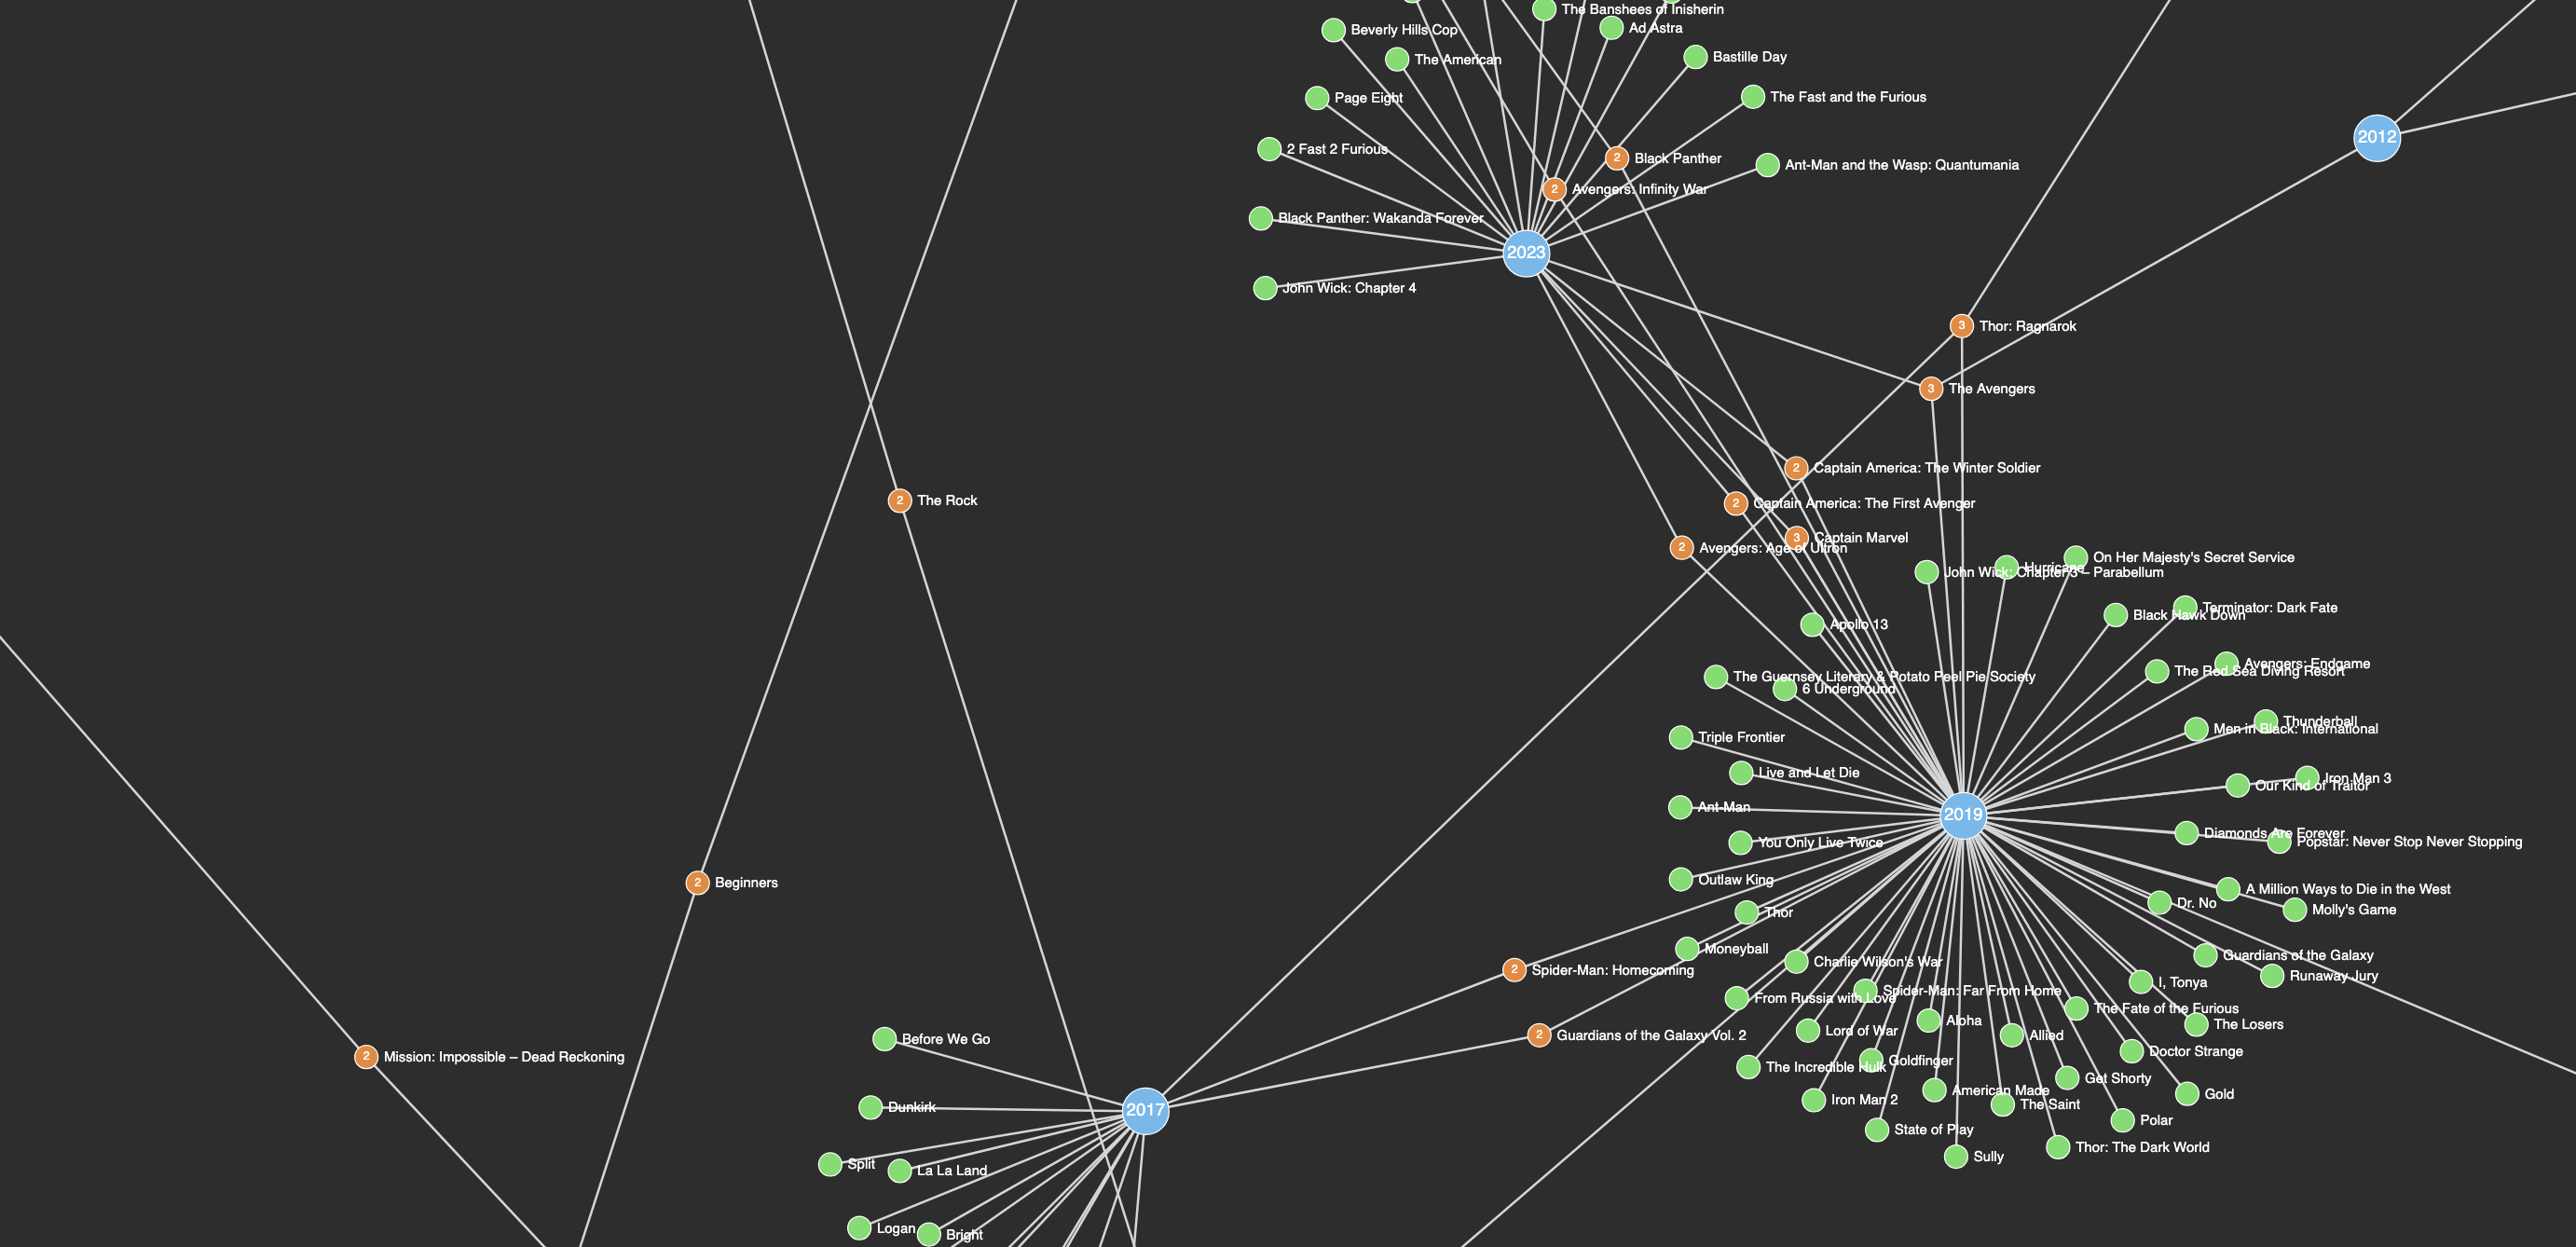 The Banshees of Inisherin
Beverly Hills Cop
Ad Astra
The American
Bastille Day
Page Eight
The Fast and the Furious
2012
2 Fast 2 Furious
2 Black Panther
Ant-Man and the Wasp: Quantumania
2 Avengers: Infinity War
Black Panther: Wakanda Forever
2023
John Wick: Chapter 4
3 Thor: Ragnarok
3 The Avengers
2 Captain America: The Winter Soldier
2 The Rock
2 Captain America: The First Avenger
3 Captain Marvel
2 Avengers: Age of Ultron
On Her Majesty's Secret Service
Hurricane
John Wick: Chapter 3 – Parabellum
Terminator: Dark Fate
Black Hawk Down
Apollo 13
Avengers: Endgame
The Red Sea Diving Resort
The Guernsey Literary & Potato Peel Pie Society
6 Underground
Thunderball
Men in Black: International
Triple Frontier
Live and Let Die
Iron Man 3
Our Kind of Traitor
Ant-Man
2019
Diamonds Are Forever
Popstar: Never Stop Never Stopping
You Only Live Twice
Outlaw King
2 Beginners
A Million Ways to Die in the West
Dr. No
Molly's Game
Thor
Moneyball
Guardians of the Galaxy
Charlie Wilson's War
2 Spider-Man: Homecoming
Runaway Jury
I, Tonya
Spider-Man: Far From Home
From Russia with Love
The Fate of the Furious
Aloha
The Losers
Lord of War
2 Guardians of the Galaxy Vol. 2
Allied
Before We Go
Doctor Strange
2 Mission: Impossible – Dead Reckoning
Goldfinger
The Incredible Hulk
Get Shorty
American Made
Gold
Iron Man 2
The Saint
Dunkirk
2017
Polar
State of Play
Thor: The Dark World
Sully
Split
La La Land
Logan
Bright